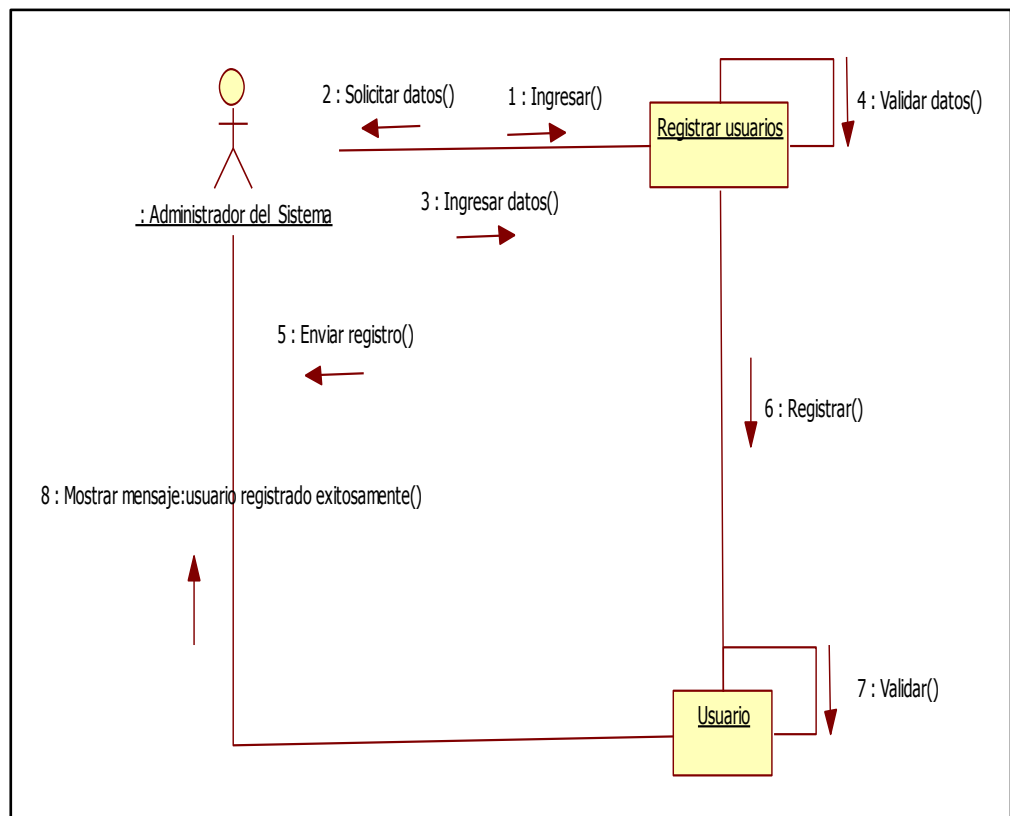 2 : Solicitar datos()
1 : Ingresar()
4 : Validar datos()
Registrar usuarios
: Administrador del Sistema
3 : Ingresar datos()
5 : Enviar registro()
6 : Registrar()
8 : Mostrar mensaje:usuario registrado exitosamente()
7 : Validar()
Usuario